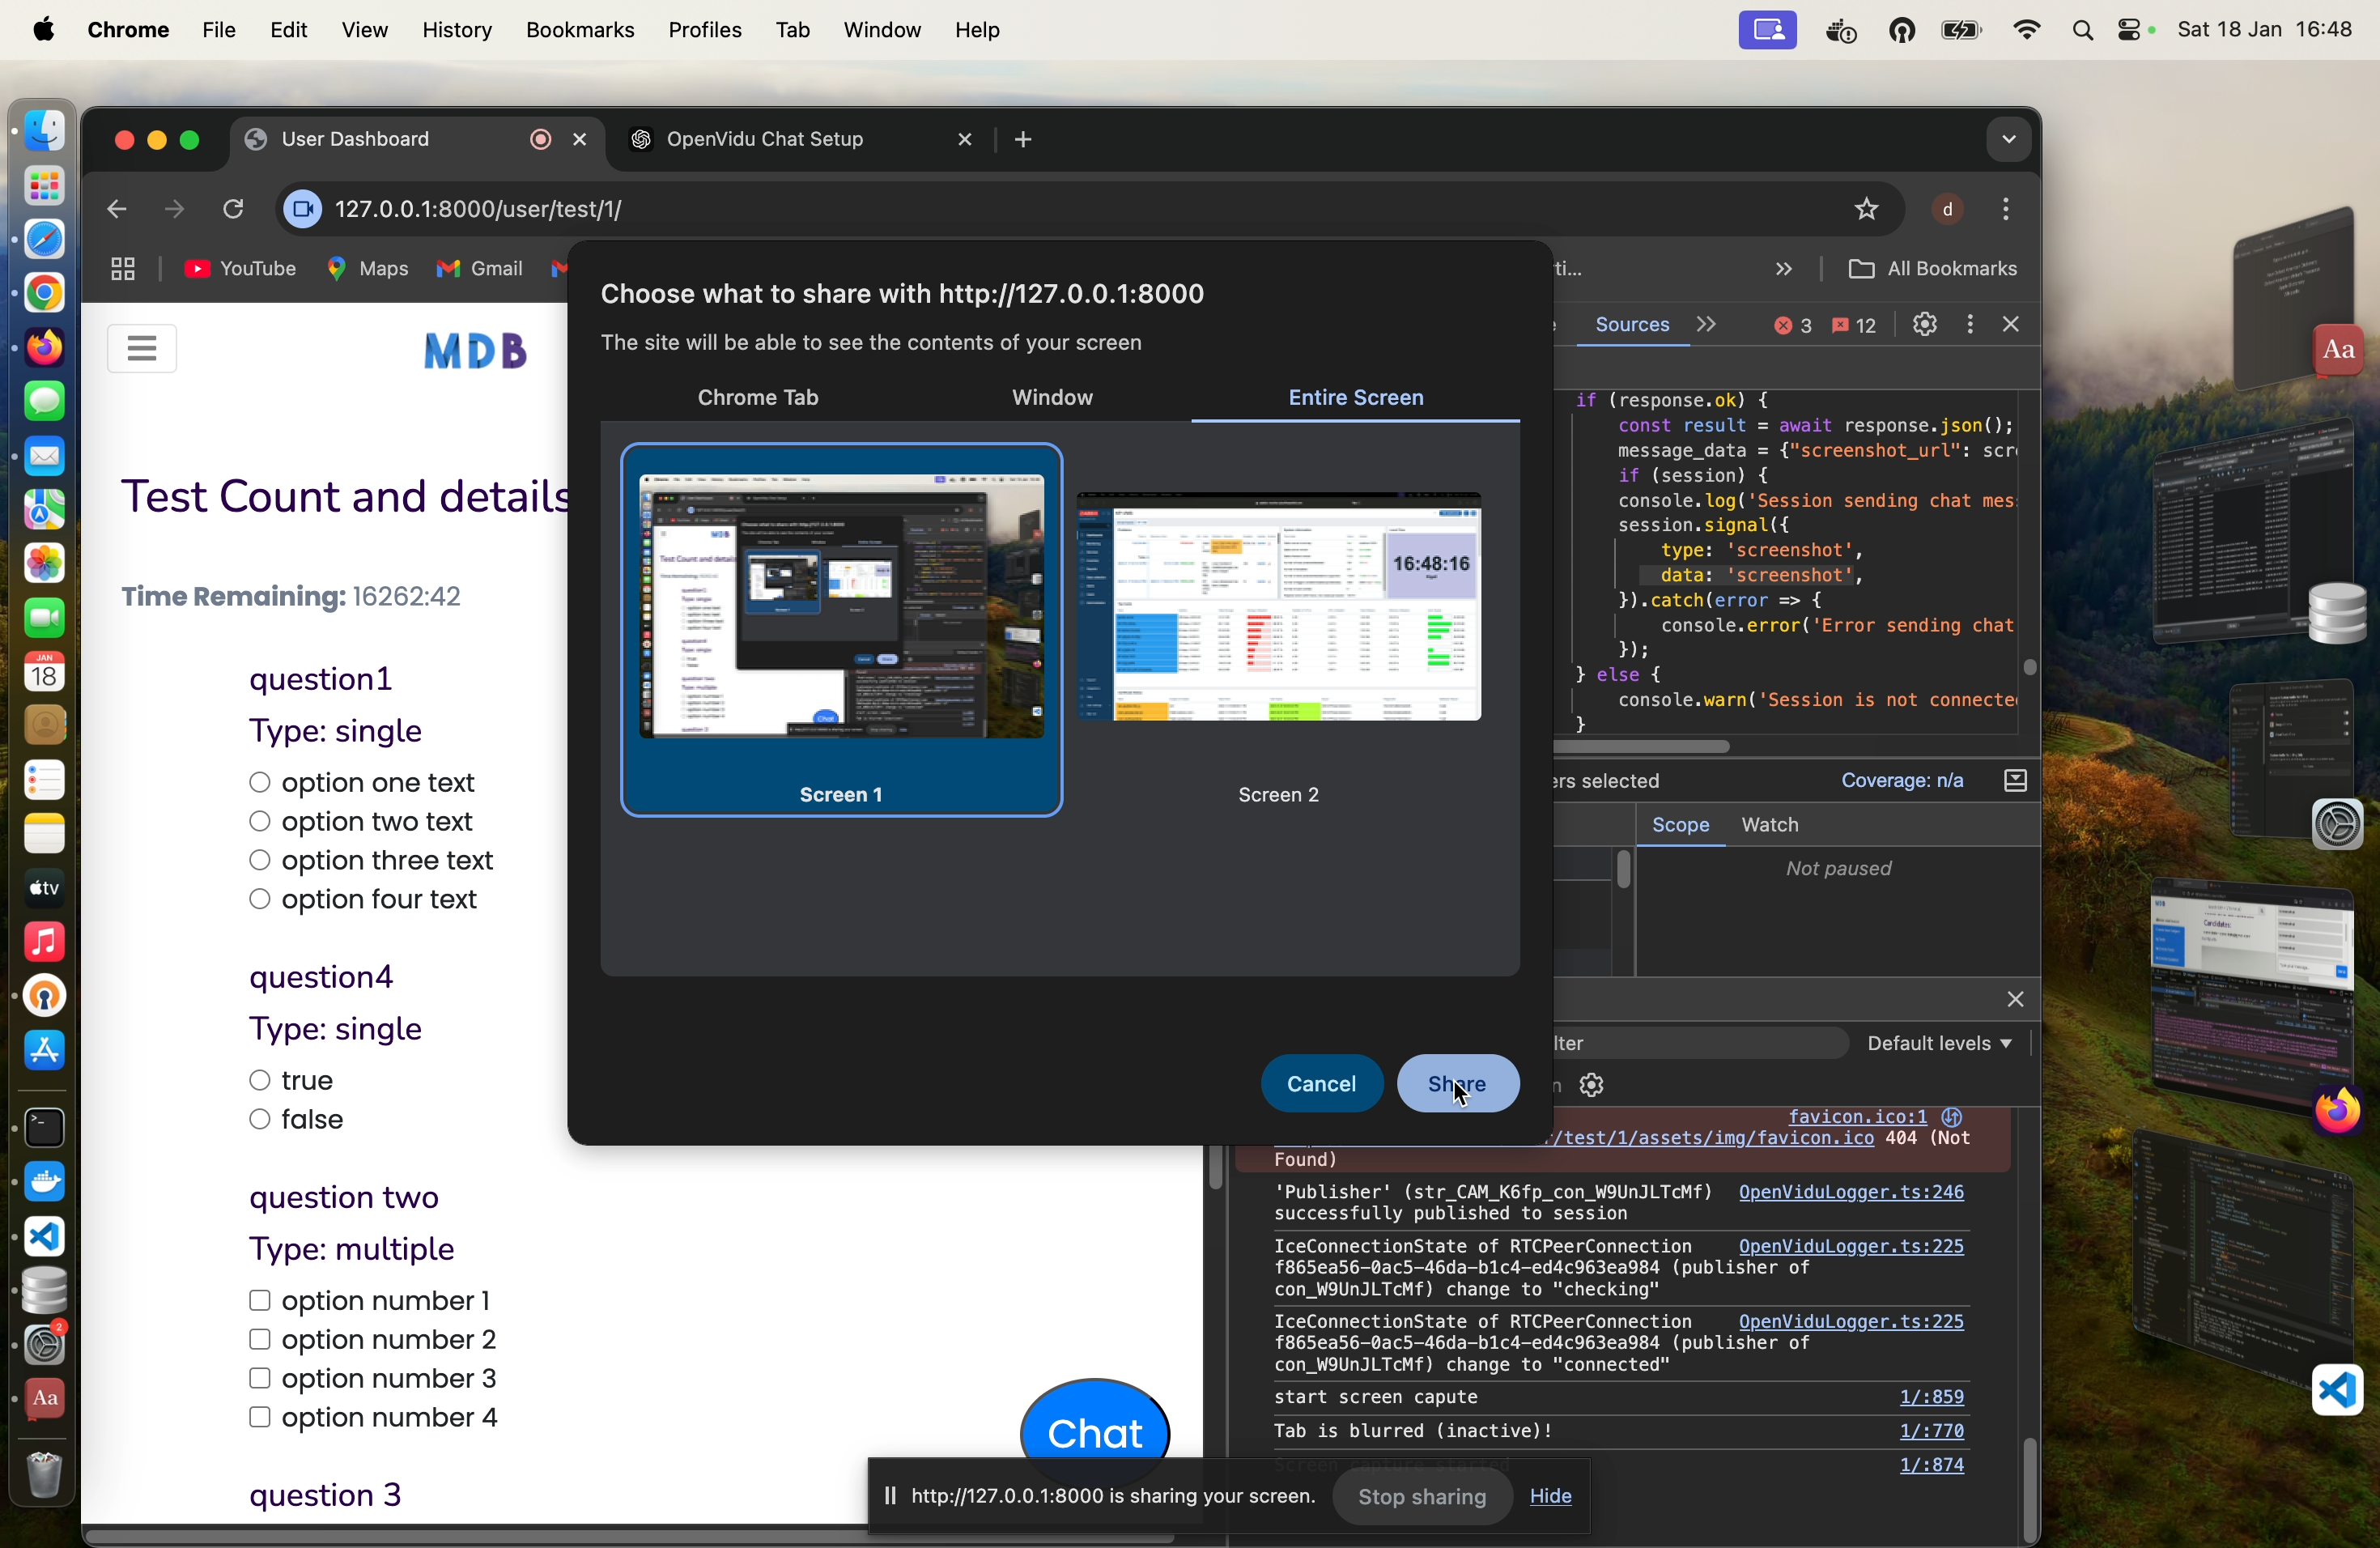 Chrome File Edit View History Bookmarks Profiles Tab Window Help
Sat 18 Jan 16:48
User Dashboard
OpenVidu Chat Setup
127.0.0.1:8000/user/test/1/
d
YouTube
Maps
Gmail
ti...
All Bookmarks
MDB
Test Count and details
Time Remaining: 16262:42
question1
Type: single
option one text
option two text
option three text
option four text
question4
Type: single
true
false
question two
Type: multiple
option number 1
option number 2
option number 3
option number 4
question 3
Chat
Choose what to share with http://127.0.0.1:8000
The site will be able to see the contents of your screen
Chrome Tab
Window
Entire Screen
16:48:16
Screen 1
Screen 2
Cancel
Share
Sources
3
12
if (response.ok) {
const result = await response.json();
message_data = {"screenshot_url": scr
if (session) {
console.log('Session sending chat mes
session.signal({
type: 'screenshot',
data: 'screenshot',
}).catch(error => {
console.error('Error sending chat
});
} else {
console.warn('Session is not connecte
}
ers selected
Coverage: n/a
Scope
Watch
Not paused
lter
Default levels
favicon.ico:1
/test/1/assets/img/favicon.ico 404 (Not
Found)
'Publisher' (str_CAM_K6fp_con_W9UnJLTcMf) OpenViduLogger.ts:246
successfully published to session
IceConnectionState of RTCPeerConnection OpenViduLogger.ts:225
f865ea56-0ac5-46da-b1c4-ed4c963ea984 (publisher of
con_W9UnJLTcMf) change to "checking"
IceConnectionState of RTCPeerConnection OpenViduLogger.ts:225
f865ea56-0ac5-46da-b1c4-ed4c963ea984 (publisher of
con_W9UnJLTcMf) change to "connected"
start screen capute 1/:859
Tab is blurred (inactive)! 1/:770
Screen capture started 1/:874
http://127.0.0.1:8000 is sharing your screen.
Stop sharing
Hide
JAN
18
tv
2
Aa
Aa